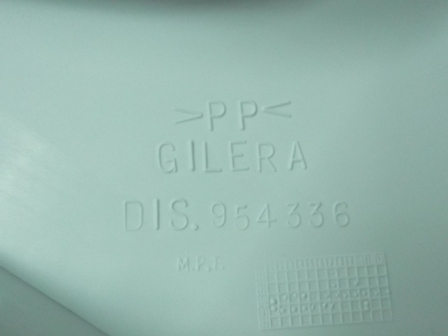 >PP<
GILERA
DIS. 954336
M.P.I.